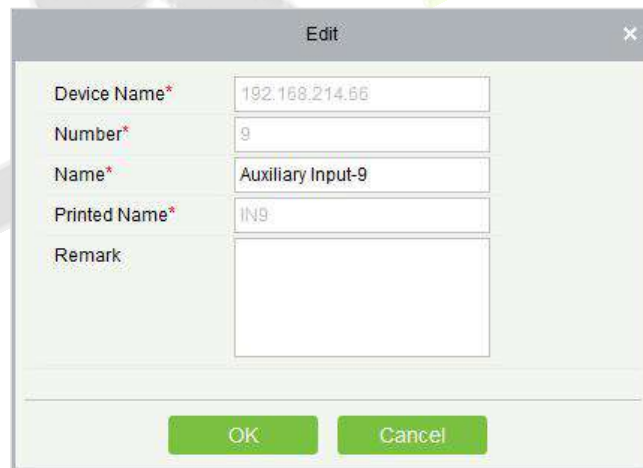 Edit ×
Device Name* 192.168.214.66
Number* 9
Name* Auxiliary Input-9
Printed Name* IN9
Remark
OK Cancel